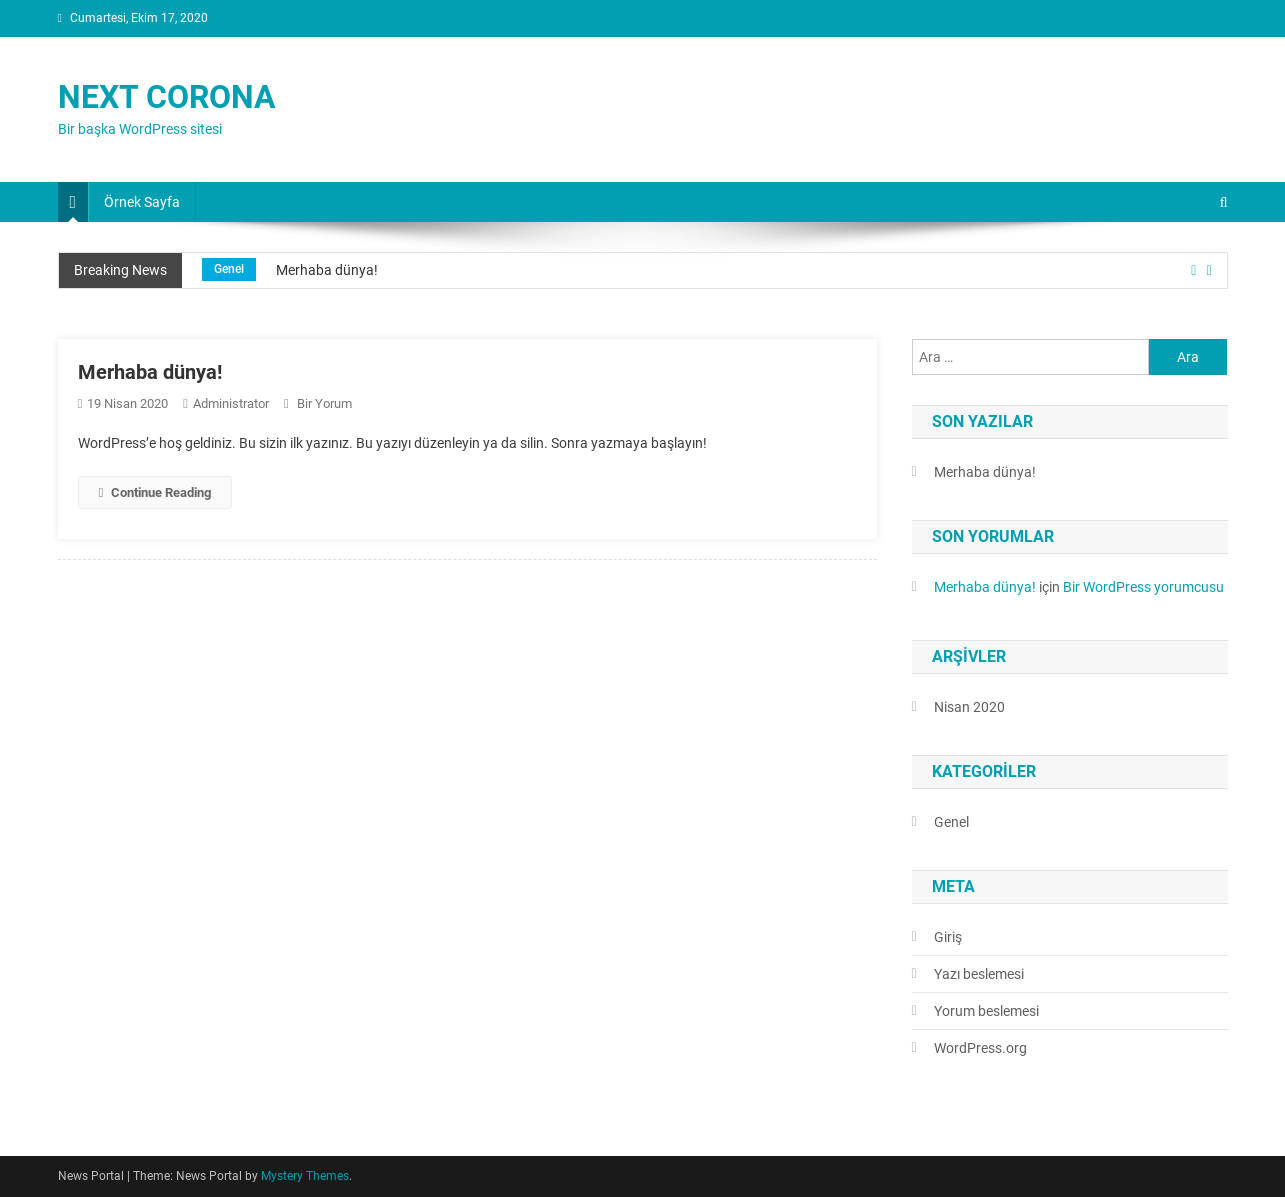 Cumartesi, Ekim 17, 2020
NEXT CORONA
Bir başka WordPress sitesi
Örnek Sayfa
Breaking News
Genel
Merhaba dünya!
Merhaba dünya!
19 Nisan 2020 Administrator Bir Yorum
WordPress’e hoş geldiniz. Bu sizin ilk yazınız. Bu yazıyı düzenleyin ya da silin. Sonra yazmaya başlayın!
Continue Reading
Ara …
Ara
SON YAZILAR
Merhaba dünya!
SON YORUMLAR
Merhaba dünya! için Bir WordPress yorumcusu
ARŞİVLER
Nisan 2020
KATEGORİLER
Genel
META
Giriş
Yazı beslemesi
Yorum beslemesi
WordPress.org
News Portal | Theme: News Portal by Mystery Themes.